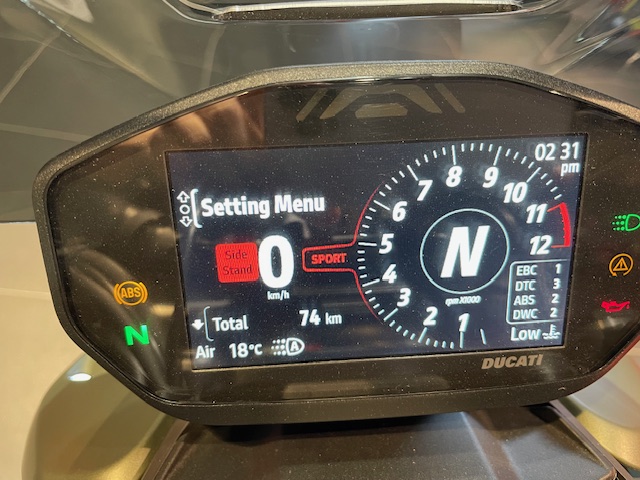 02 31
pm
Setting Menu
Side
Stand
0
km/h
SPORT
N
rpm X1000
1
2
3
4
5
6
7
8
9
10
11
12
EBC 1
DTC 3
ABS 2
DWC 2
Low
Total 74 km
Air 18°C A
ABS
N
DUCATI